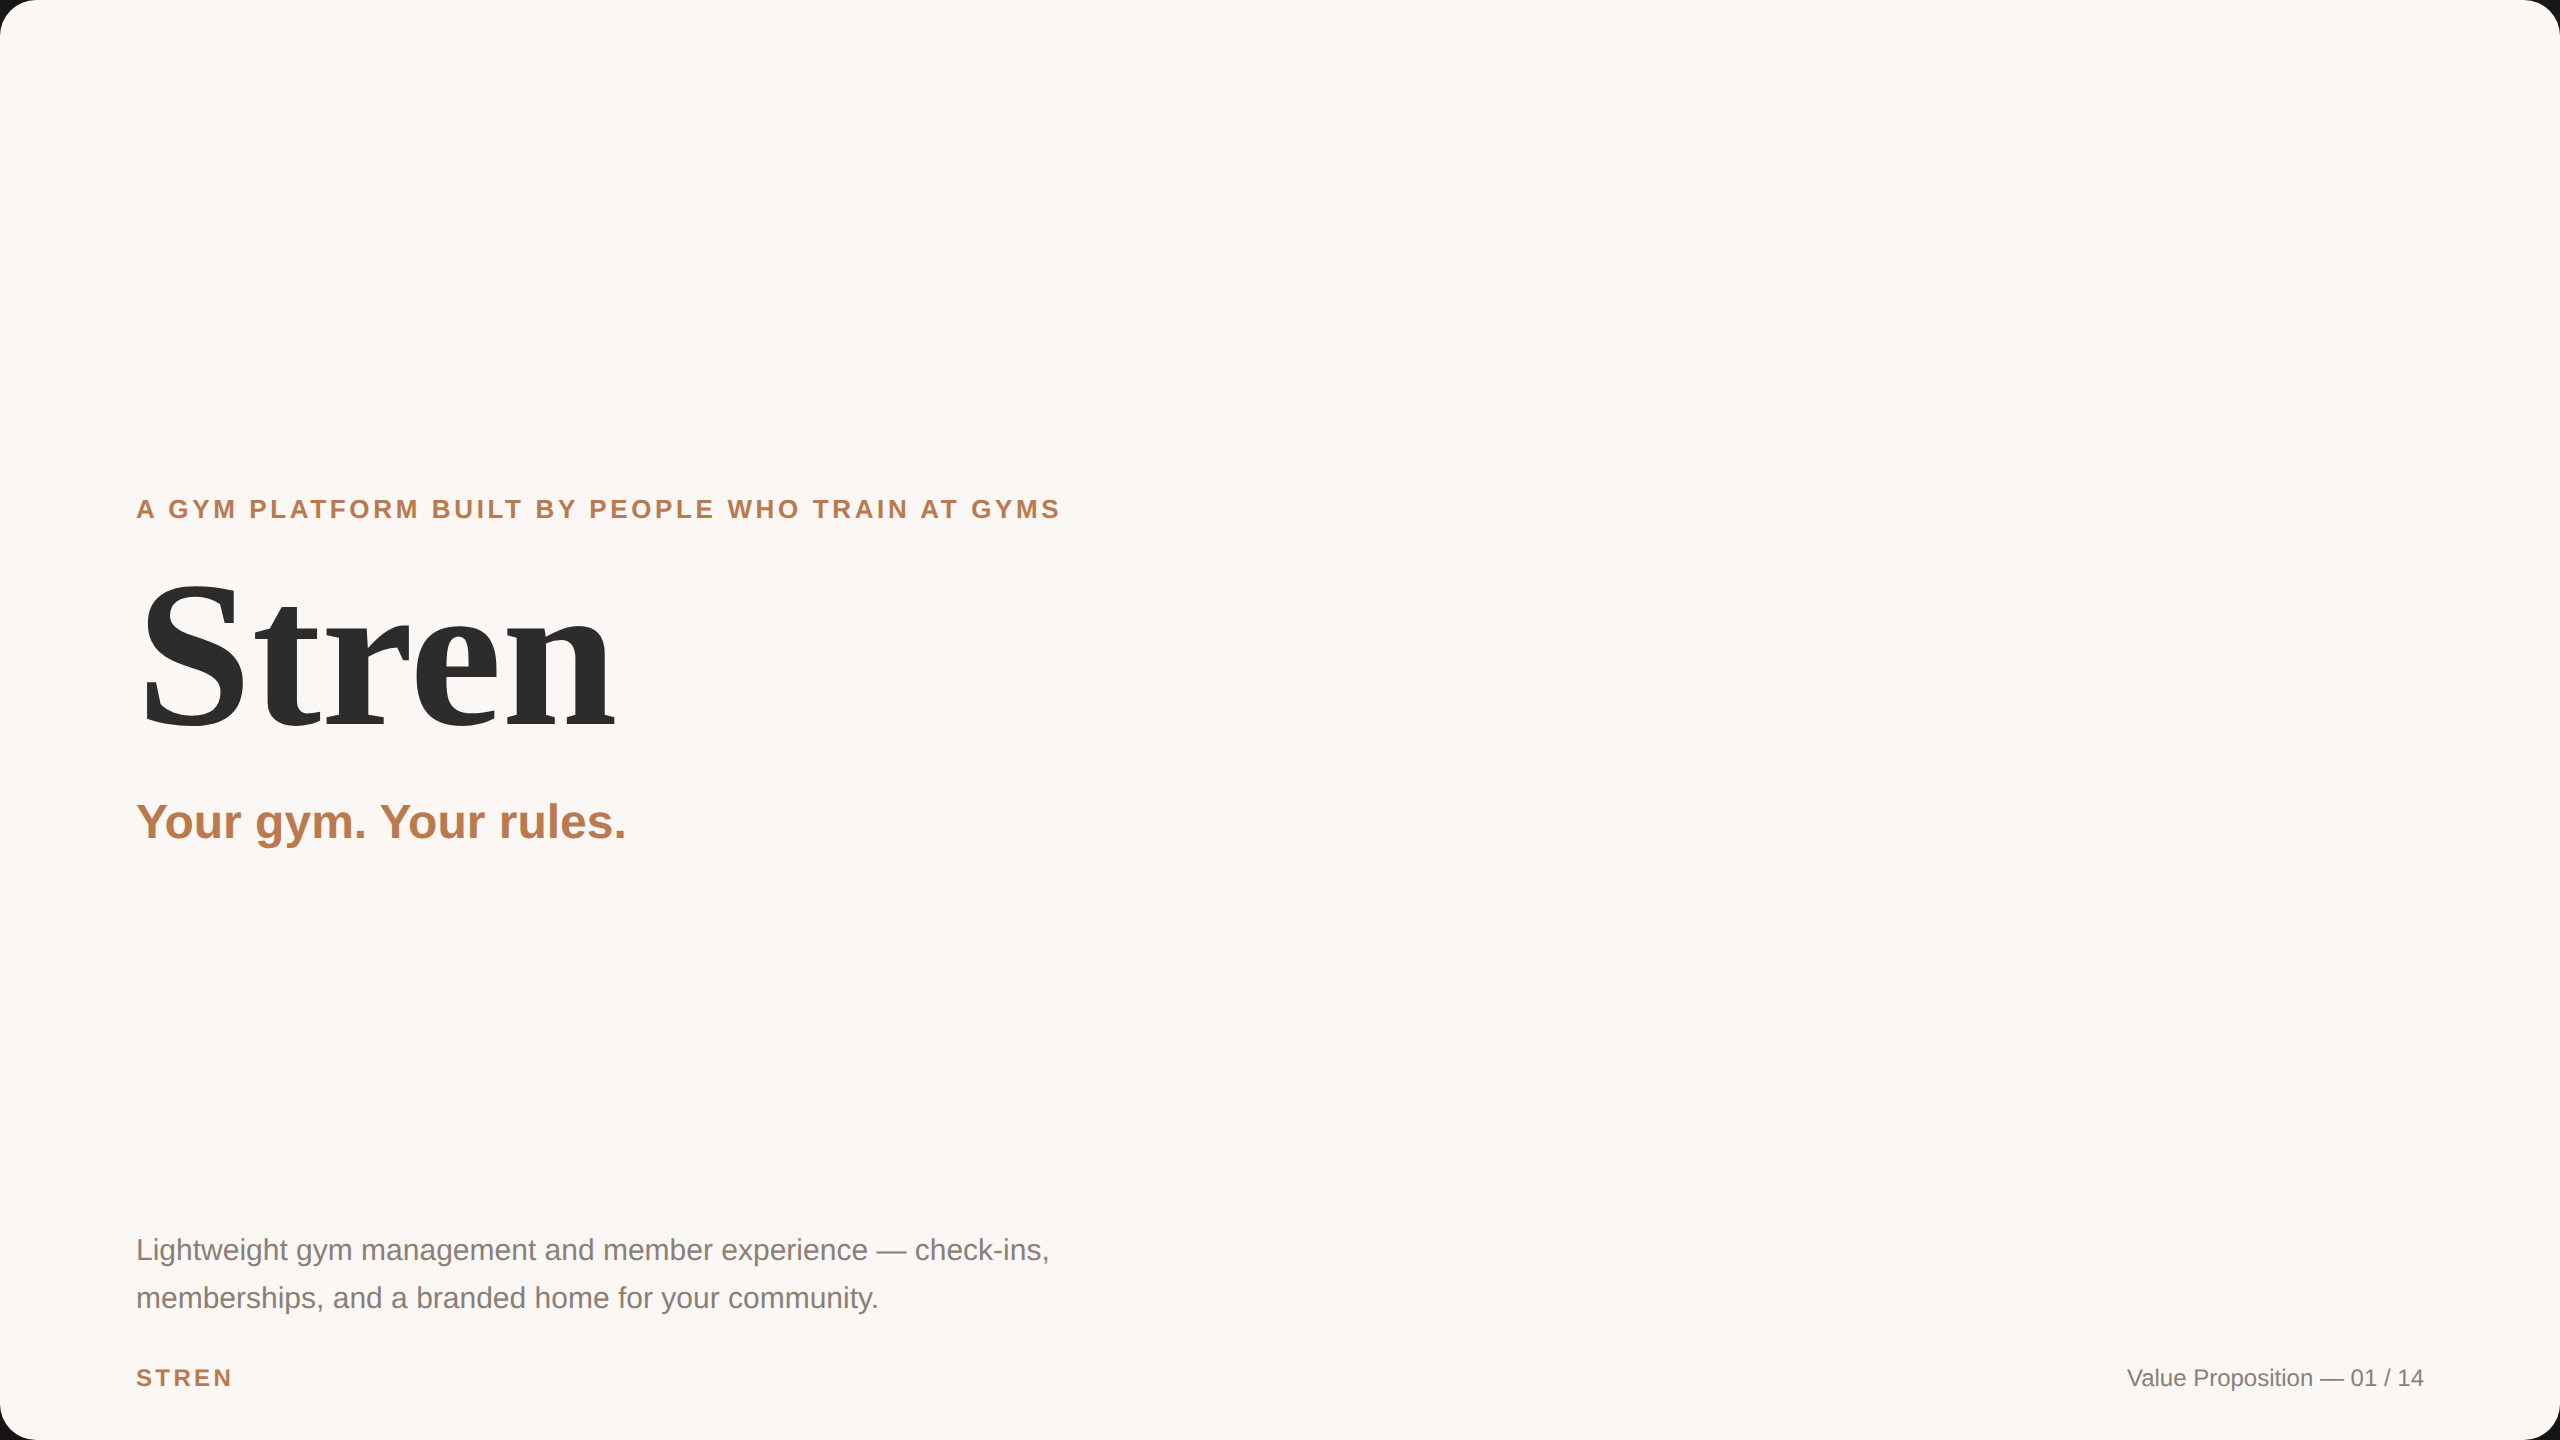 A GYM PLATFORM BUILT BY PEOPLE WHO TRAIN AT GYMS
Stren
Your gym. Your rules.
Lightweight gym management and member experience — check-ins,
memberships, and a branded home for your community.
STREN
Value Proposition — 01 / 14